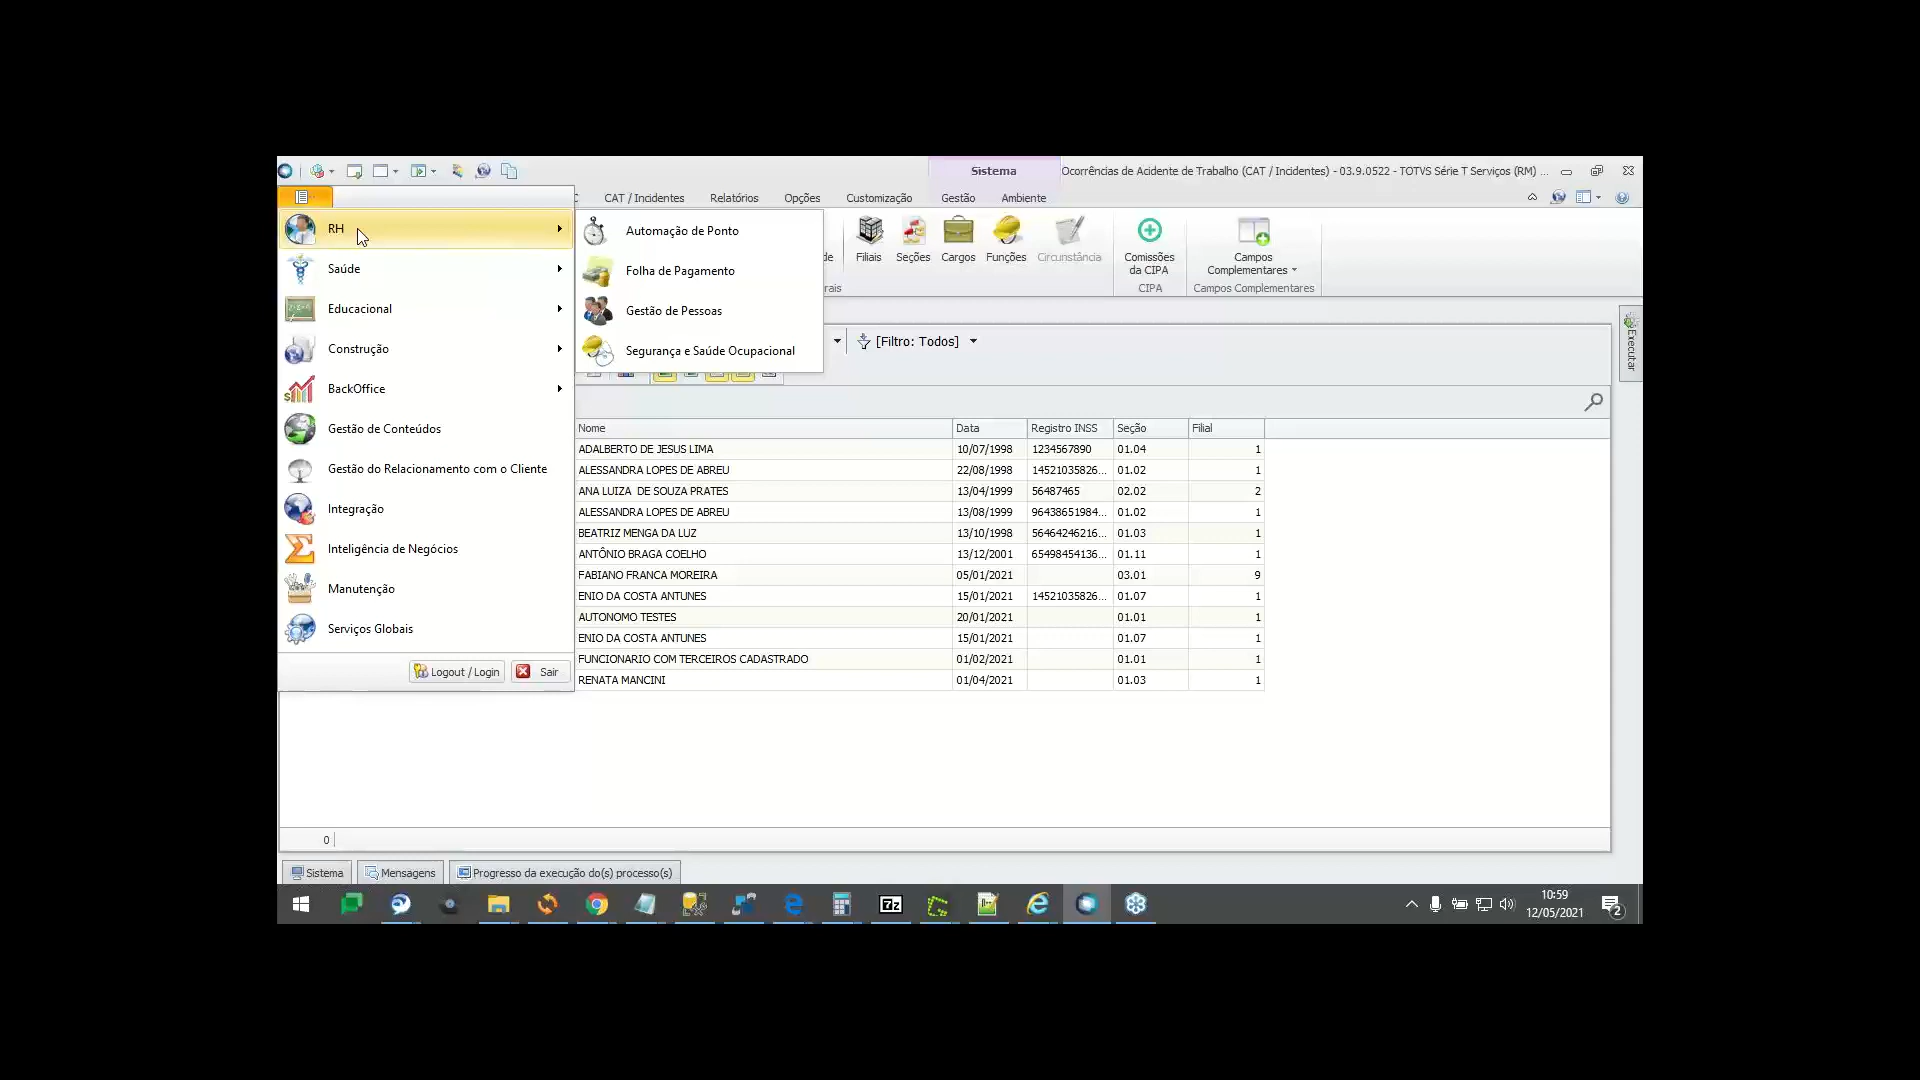 Sistema
Ocorrências de Acidente de Trabalho (CAT / Incidentes) - 03.9.0522 - TOTVS Série T Serviços (RM) ...
CAT / Incidentes
Relatórios
Opções
Customização
Gestão
Ambiente
RH
Saúde
Educacional
Construção
BackOffice
Gestão de Conteúdos
Gestão do Relacionamento com o Cliente
Integração
Inteligência de Negócios
Manutenção
Serviços Globais
Logout / Login
Sair
Automação de Ponto
Folha de Pagamento
Gestão de Pessoas
Segurança e Saúde Ocupacional
Filiais
Seções
Cargos
Funções
Circunstância
Comissões
da CIPA
CIPA
Campos
Complementares
Campos Complementares
Executar
[Filtro: Todos]
Nome Data Registro INSS Seção Filial
ADALBERTO DE JESUS LIMA 10/07/1998 1234567890 01.04 1
ALESSANDRA LOPES DE ABREU 22/08/1998 14521035826... 01.02 1
ANA LUIZA DE SOUZA PRATES 13/04/1999 56487465 02.02 2
ALESSANDRA LOPES DE ABREU 13/08/1999 96438651984... 01.02 1
BEATRIZ MENGA DA LUZ 13/10/1998 56464246216... 01.03 1
ANTÔNIO BRAGA COELHO 13/12/2001 65498454136... 01.11 1
FABIANO FRANCA MOREIRA 05/01/2021 03.01 9
ENIO DA COSTA ANTUNES 15/01/2021 14521035826... 01.07 1
AUTONOMO TESTES 20/01/2021 01.01 1
ENIO DA COSTA ANTUNES 15/01/2021 01.07 1
FUNCIONARIO COM TERCEIROS CADASTRADO 01/02/2021 01.01 1
RENATA MANCINI 01/04/2021 01.03 1
0
Sistema
Mensagens
Progresso da execução do(s) processo(s)
7z
10:59
12/05/2021
2